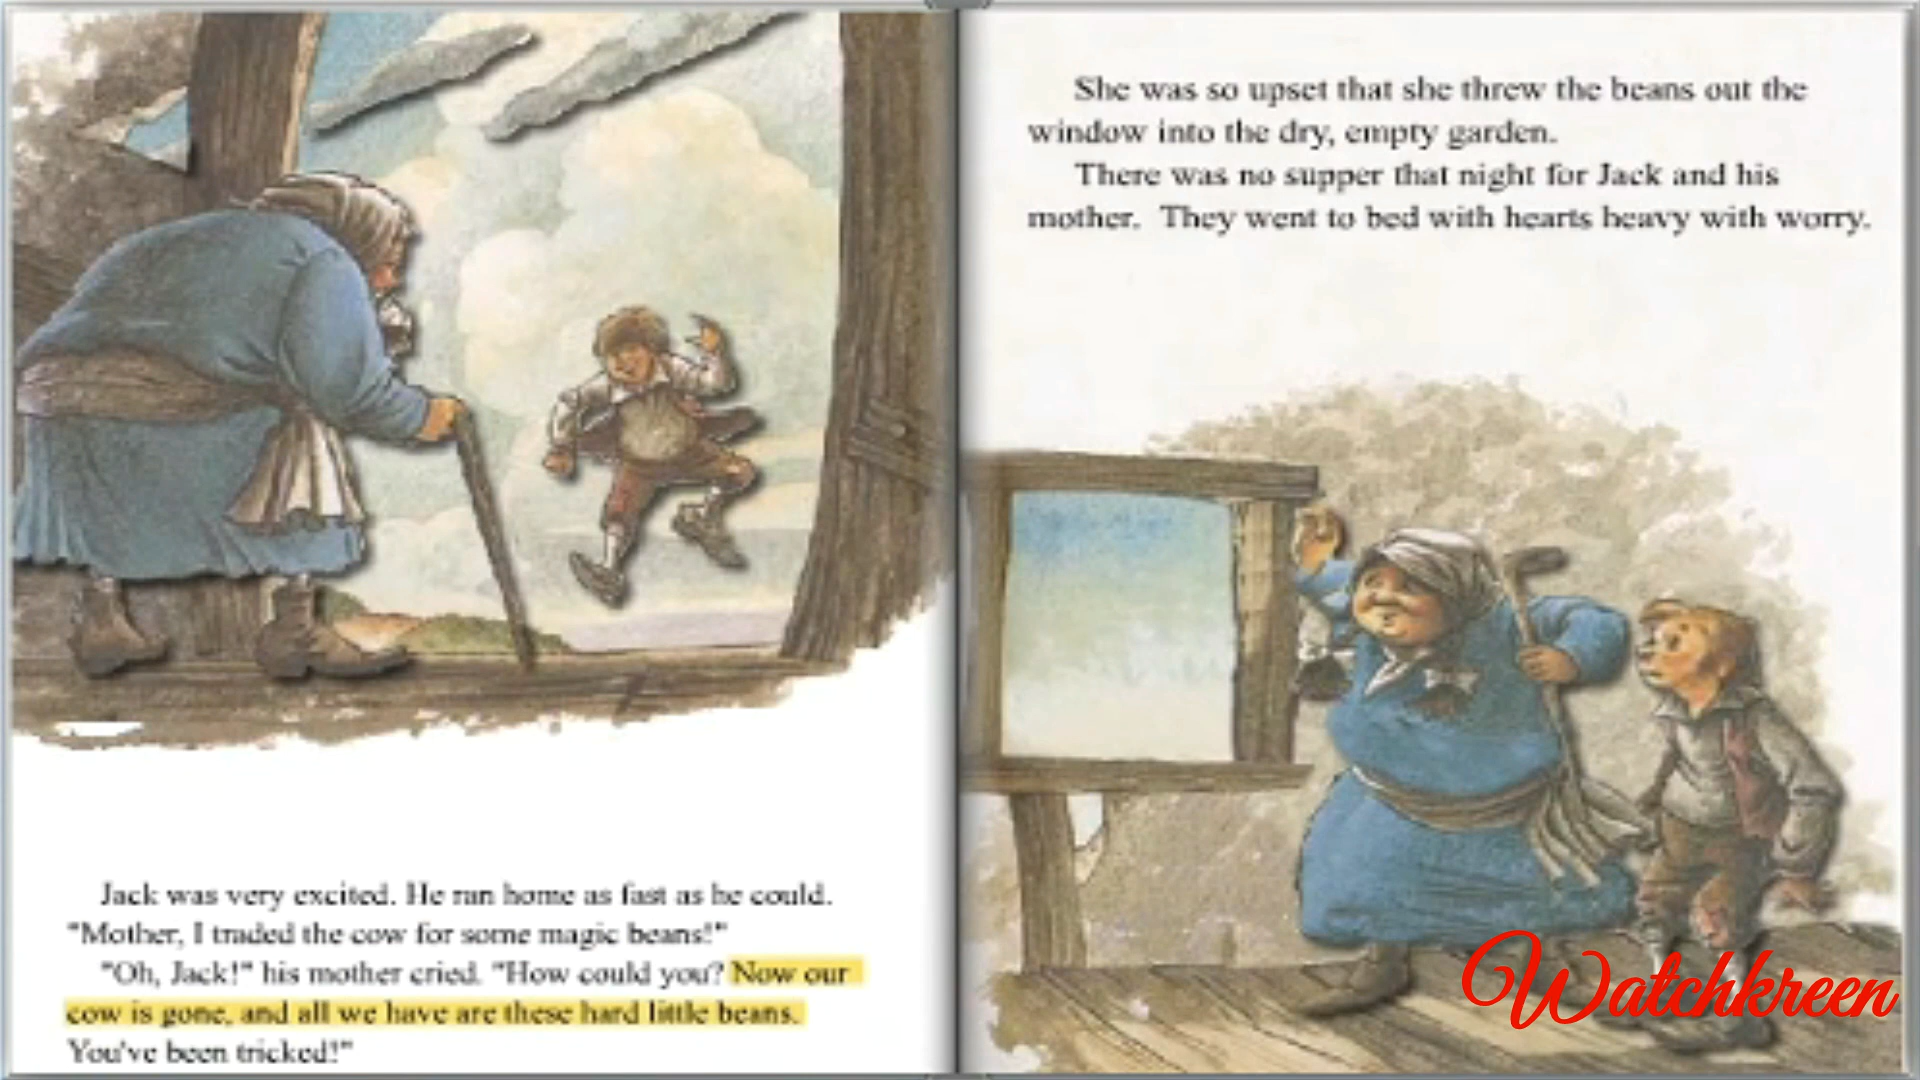 Jack was very excited. He ran home as fast as he could.
"Mother, I traded the cow for some magic beans!"
"Oh, Jack!" his mother cried. "How could you? Now our
cow is gone, and all we have are these hard little beans.
You've been tricked!"
She was so upset that she threw the beans out the
window into the dry, empty garden.
There was no supper that night for Jack and his
mother. They went to bed with hearts heavy with worry.
Watchkreen